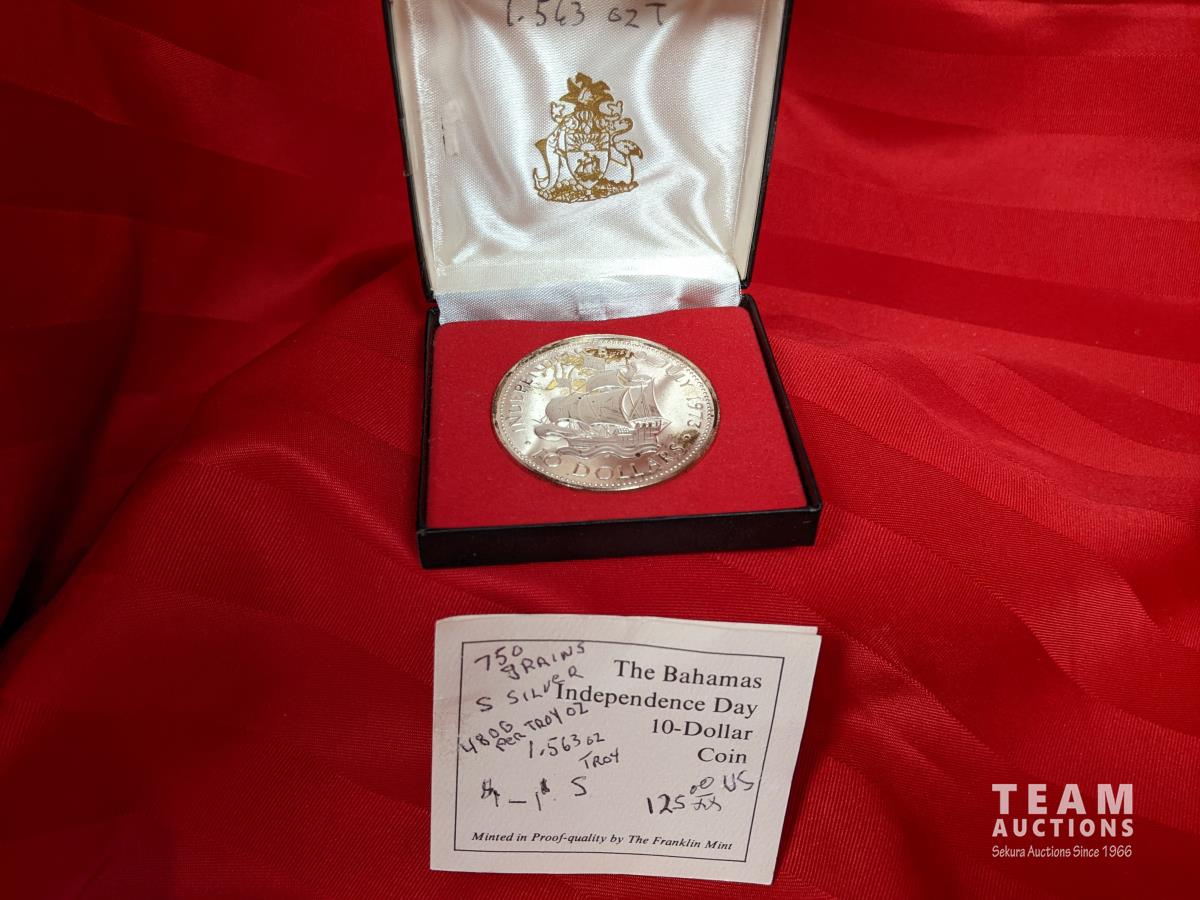 1.563 oz T
INDEPEN
JULY 1973
10 DOLLARS
750
GRAINS
S SILVER
480G
PER TROY OZ
1.563 oz
TROY
The Bahamas
Independence Day
10-Dollar
Coin
S
125.00 US
Minted in Proof-quality by The Franklin Mint
TEAM
AUCTIONS
Sekura Auctions Since 1966